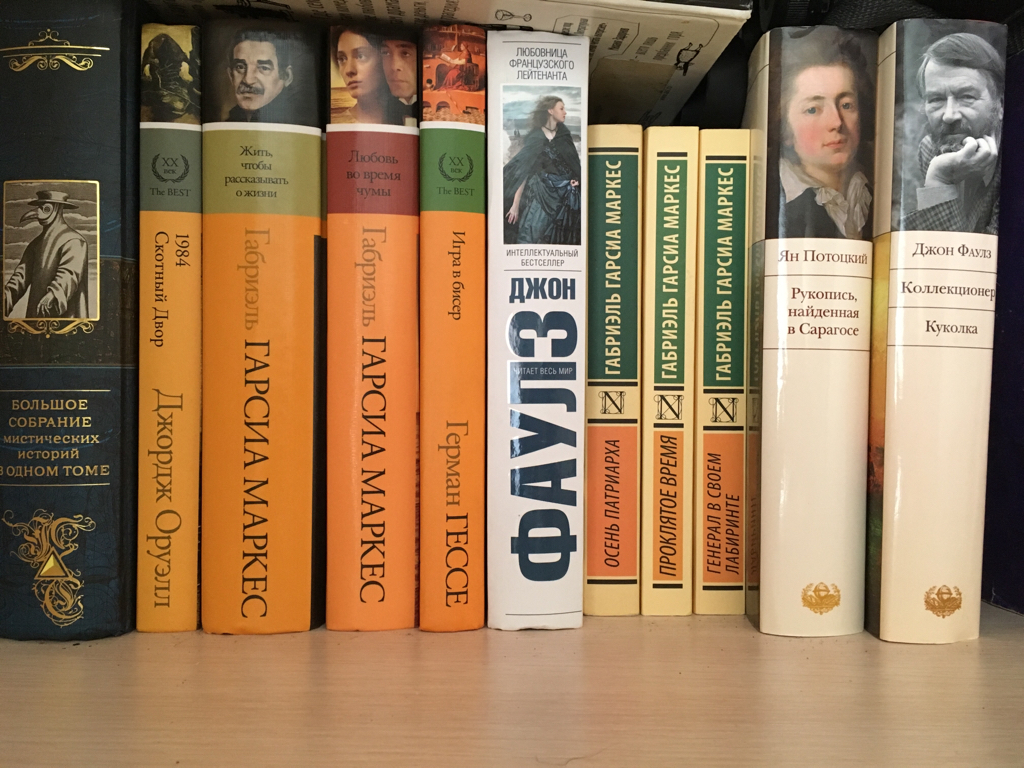 БОЛЬШОЕ
СОБРАНИЕ
мистических
историй
В ОДНОМ ТОМЕ
XX
век
The BEST
1984
Скотный Двор
Джордж Оруэлл
Жить,
чтобы
рассказывать
о жизни
Габриэль ГАРСИА МАРКЕС
Любовь
во время
чумы
Габриэль ГАРСИА МАРКЕС
XX
век
The BEST
Игра в бисер
Герман ГЕССЕ
ЛЮБОВНИЦА
ФРАНЦУЗСКОГО
ЛЕЙТЕНАНТА
ИНТЕЛЛЕКТУАЛЬНЫЙ
БЕСТСЕЛЛЕР
ДЖОН
ФАУЛЗ
ЧИТАЕТ ВЕСЬ МИР
ГАБРИЭЛЬ ГАРСИА МАРКЕС
ОСЕНЬ ПАТРИАРХА
ГАБРИЭЛЬ ГАРСИА МАРКЕС
ПРОКЛЯТОЕ ВРЕМЯ
ГАБРИЭЛЬ ГАРСИА МАРКЕС
ГЕНЕРАЛ В СВОЕМ
ЛАБИРИНТЕ
Ян Потоцкий
Рукопись,
найденная
в Сарагосе
Джон Фаулз
Коллекционер
Куколка